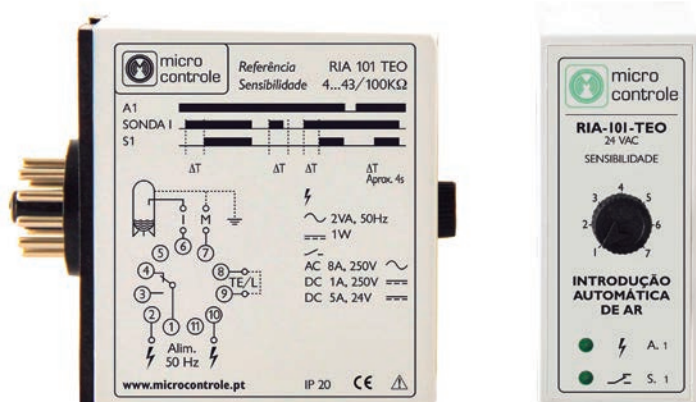 micro
controle
Referência RIA 101 TEO
Sensibilidade 4...43/100KΩ
A1
SONDA I
S1
ΔT ΔT ΔT ΔT
Aprox. 4s
I M
2VA, 50Hz
1W
5 6 7
4 8
TE/L
3 9
2 1 11 10
AC 8A, 250V
DC 1A, 250V
DC 5A, 24V
Alim.
50 Hz
www.microcontrole.pt IP 20 CE
micro
controle
RIA-101-TEO
24 VAC
SENSIBILIDADE
1 2 3 4 5 6 7
INTRODUÇÃO
AUTOMÁTICA
DE AR
A. 1
S. 1